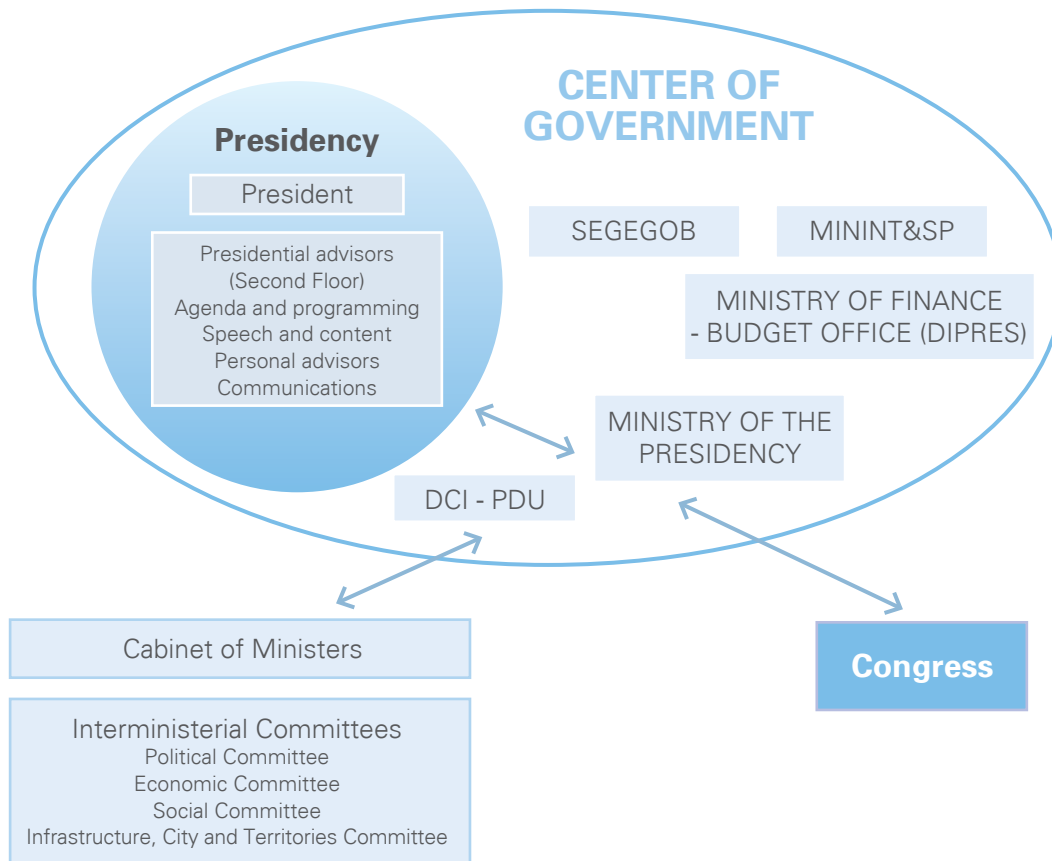 CENTER OF
GOVERNMENT
Presidency
President
Presidential advisors
(Second Floor)
Agenda and programming
Speech and content
Personal advisors
Communications
SEGEGOB
MININT&SP
MINISTRY OF FINANCE
- BUDGET OFFICE (DIPRES)
MINISTRY OF THE
PRESIDENCY
DCI - PDU
Cabinet of Ministers
Congress
Interministerial Committees
Political Committee
Economic Committee
Social Committee
Infrastructure, City and Territories Committee